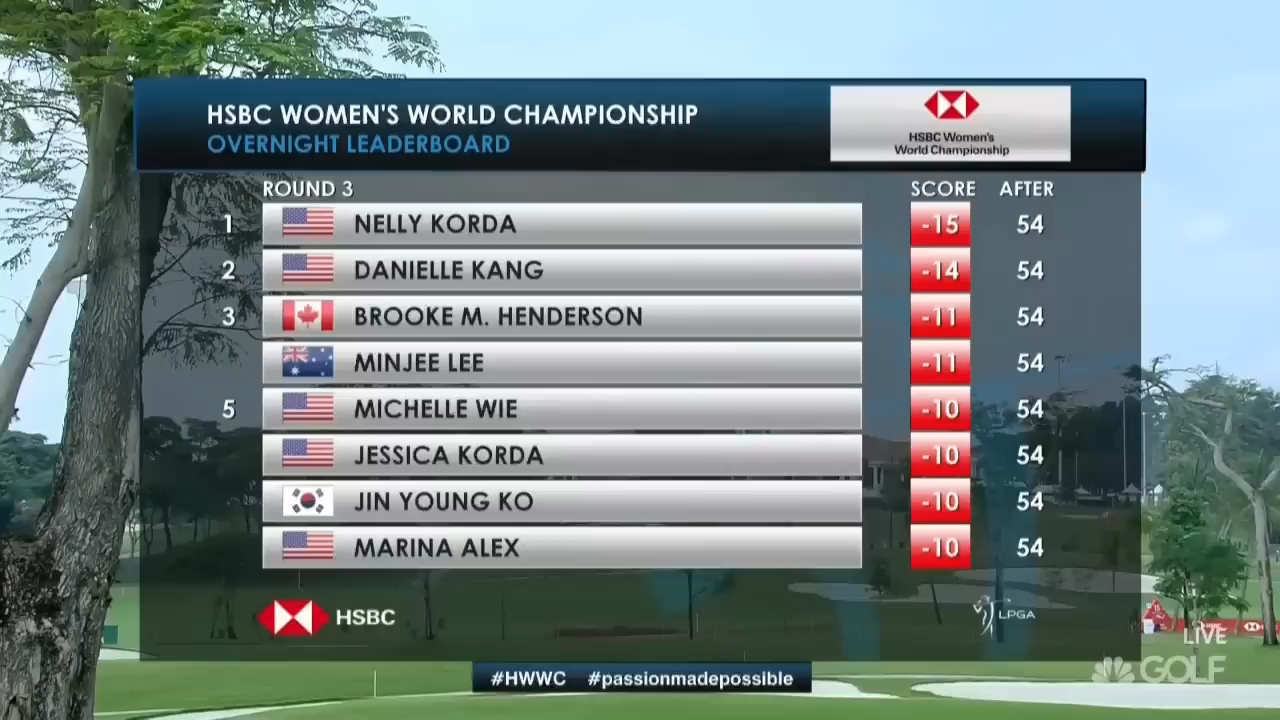 HSBC WOMEN'S WORLD CHAMPIONSHIP
OVERNIGHT LEADERBOARD
HSBC Women's
World Championship
ROUND 3 SCORE AFTER
1 NELLY KORDA -15 54
2 DANIELLE KANG -14 54
3 BROOKE M. HENDERSON -11 54
MINJEE LEE -11 54
5 MICHELLE WIE -10 54
JESSICA KORDA -10 54
JIN YOUNG KO -10 54
MARINA ALEX -10 54
HSBC
LPGA
LIVE
GOLF
#HWWC #passionmadepossible